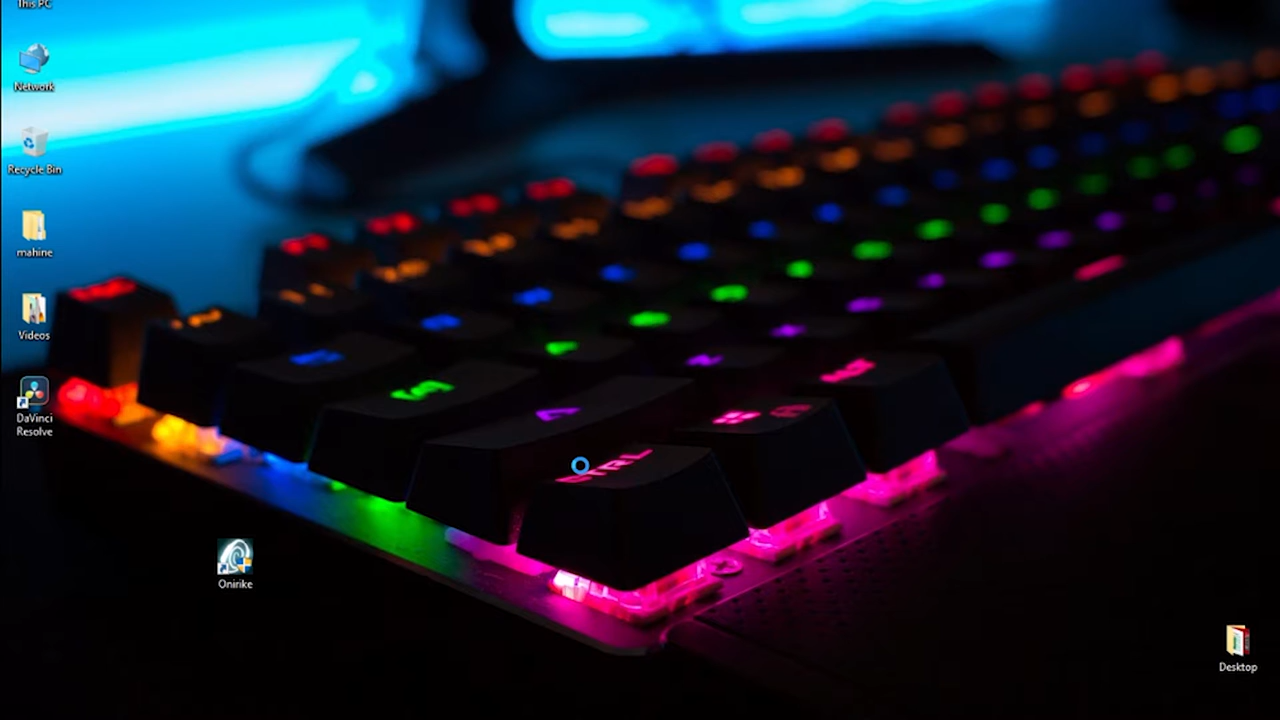 This PC
Network
Recycle Bin
mahine
Videos
DaVinci
Resolve
CTRL
Onirike
Desktop